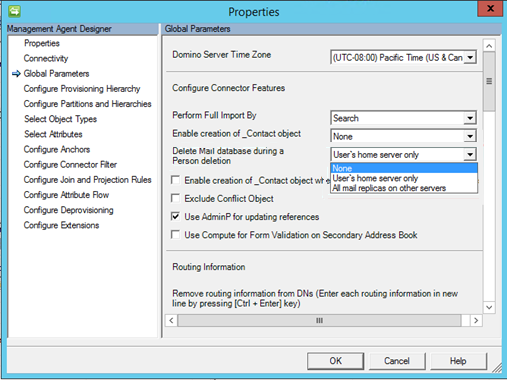 Properties
Management Agent Designer
Properties
Connectivity
Global Parameters
Configure Provisioning Hierarchy
Configure Partitions and Hierarchies
Select Object Types
Select Attributes
Configure Anchors
Configure Connector Filter
Configure Join and Projection Rules
Configure Attribute Flow
Configure Deprovisioning
Configure Extensions
Global Parameters
Domino Server Time Zone
(UTC-08:00) Pacific Time (US & Can
Configure Connector Features
Perform Full Import By
Search
Enable creation of _Contact object
None
Delete Mail database during a
Person deletion
User's home server only
None
User's home server only
All mail replicas on other servers
Enable creation of _Contact object whe
Exclude Conflict Object
Use AdminP for updating references
Use Compute for Form Validation on Secondary Address Book
Routing Information
Remove routing information from DNs (Enter each routing information in new
line by pressing [Ctrl + Enter] key)
OK
Cancel
Help